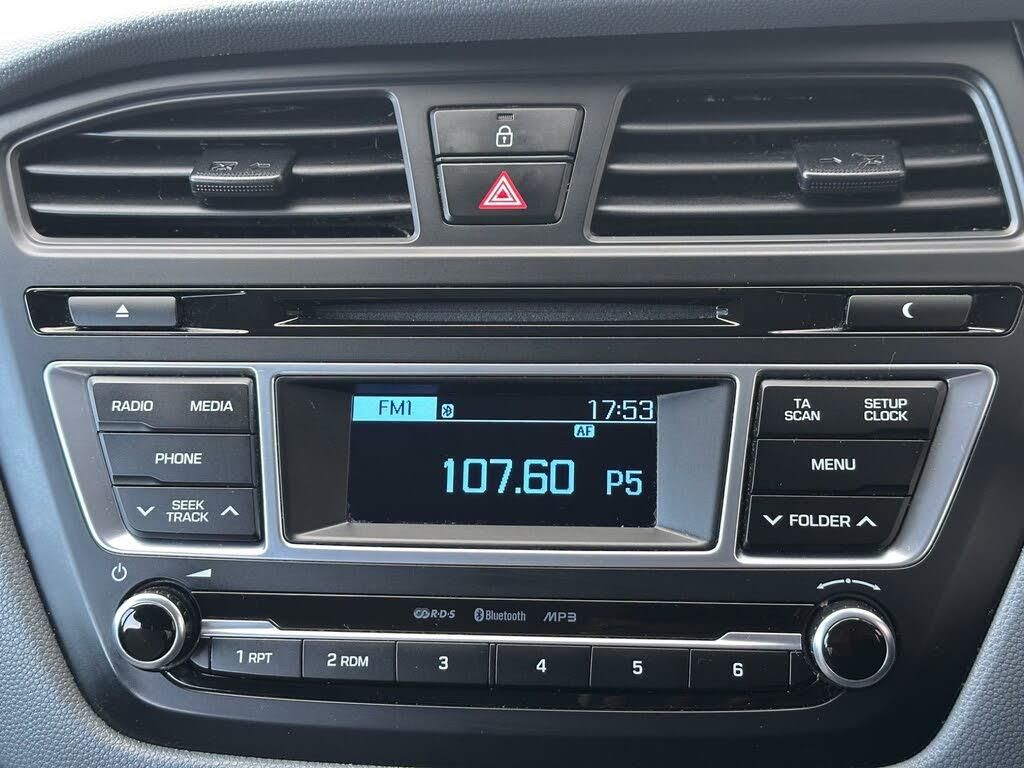 RADIO MEDIA
PHONE
SEEK
TRACK
FM1 17:53
AF
107.60 P5
TA
SCAN
SETUP
CLOCK
MENU
FOLDER
R·D·S Bluetooth MP3
1 RPT 2 RDM 3 4 5 6